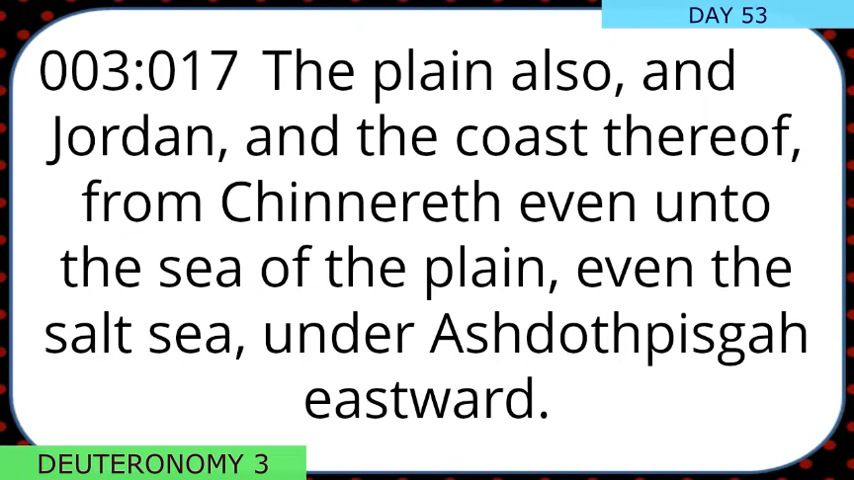 DAY 53
003:017 The plain also, and
Jordan, and the coast thereof,
from Chinnereth even unto
the sea of the plain, even the
salt sea, under Ashdothpisgah
eastward.
DEUTERONOMY 3